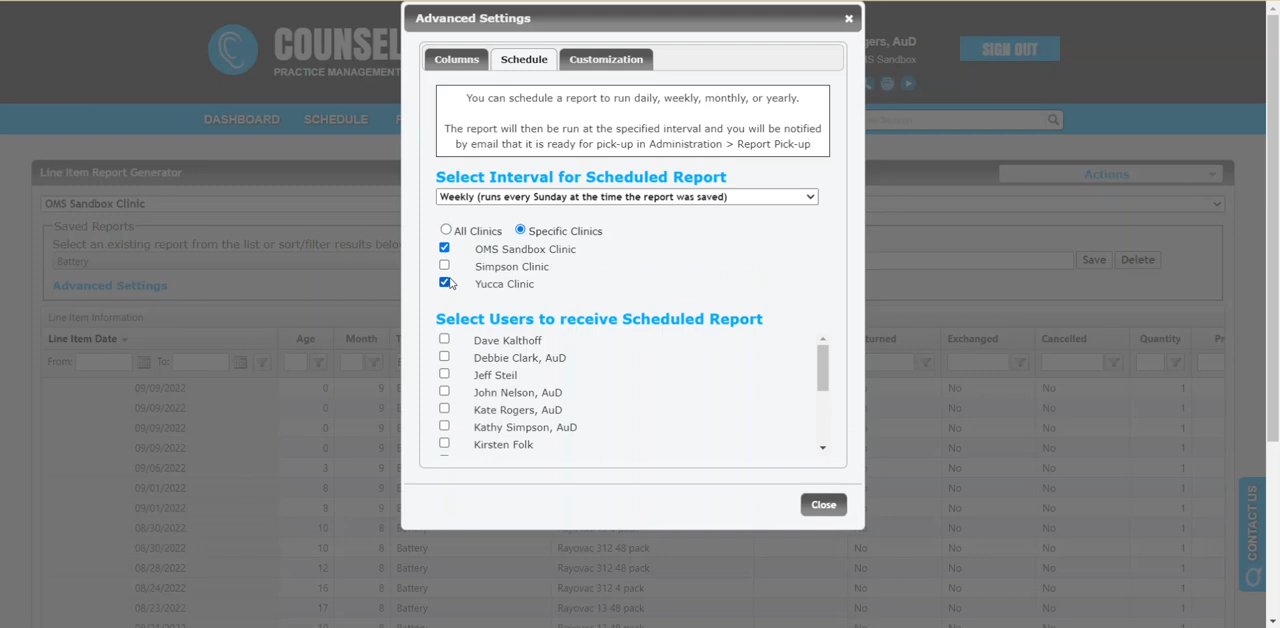 Advanced Settings
COUNSEL
PRACTICE MANAGEMENT
gers, AuD
MS Sandbox
SIGN OUT
Columns
Schedule
Customization
You can schedule a report to run daily, weekly, monthly, or yearly.
The report will then be run at the specified interval and you will be notified
by email that it is ready for pick-up in Administration > Report Pick-up
DASHBOARD
SCHEDULE
Line Item Report Generator
Actions
Select Interval for Scheduled Report
Weekly (runs every Sunday at the time the report was saved)
OMS Sandbox Clinic
Saved Reports
Select an existing report from the list or sort/filter results below
Battery
Save
Delete
Advanced Settings
All Clinics
Specific Clinics
OMS Sandbox Clinic
Simpson Clinic
Yucca Clinic
Select Users to receive Scheduled Report
Dave Kalthoff
Debbie Clark, AuD
Jeff Steil
John Nelson, AuD
Kate Rogers, AuD
Kathy Simpson, AuD
Kirsten Folk
Close
Line Item Information
Line Item Date Age Month T urned Exchanged Cancelled Quantity Pr
From: To:
09/09/2022 0 9 No No 1
09/09/2022 0 9 No No 1
09/09/2022 0 9 No No 1
09/09/2022 0 9 No No 1
09/06/2022 3 9 No No 1
09/01/2022 8 9 No No 1
09/01/2022 8 9 No No 1
08/30/2022 10 8 No No 1
08/30/2022 10 8 Battery Rayovac 312 48 pack No No No 1
08/28/2022 12 8 Battery Rayovac 312 48 pack No No No 1
08/24/2022 16 8 Battery Rayovac 312 4 pack No No No 1
08/23/2022 17 8 Battery Rayovac 13 48 pack No No No 1
CONTACT US